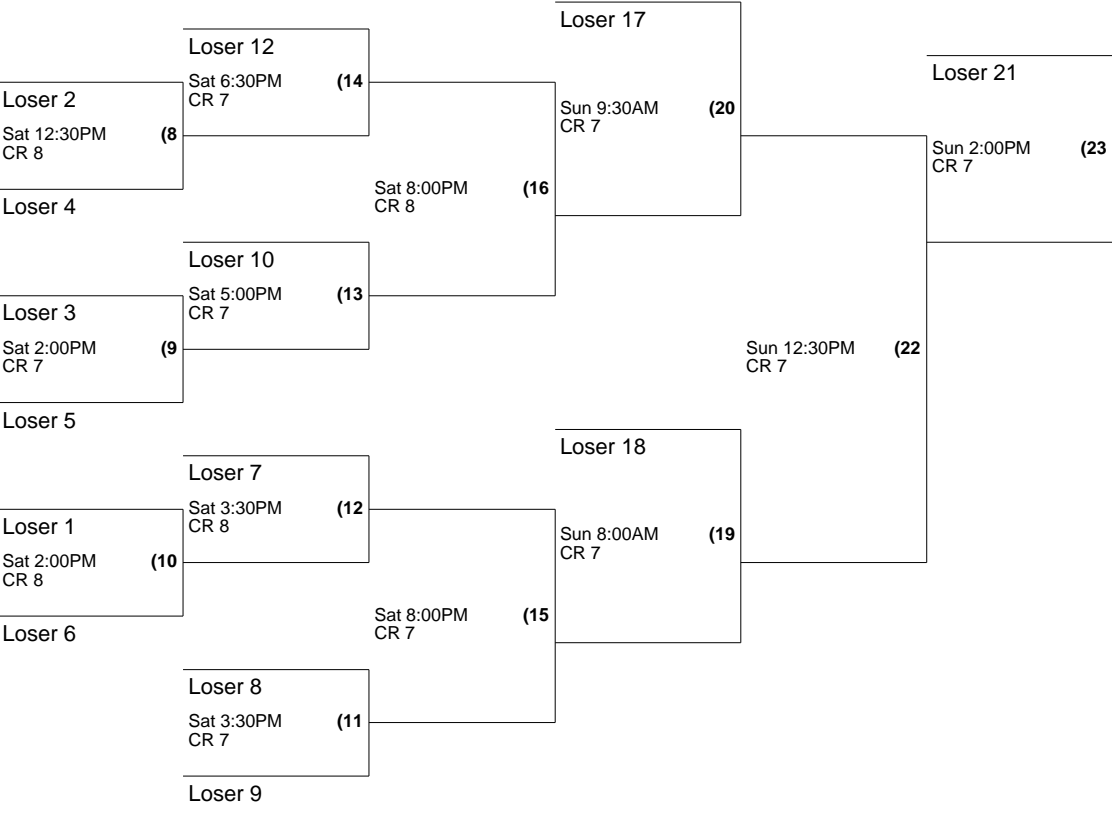 Loser 17
Loser 12
Sat 6:30PM (14
CR 7
Loser 21
Loser 2
Sat 12:30PM (8
CR 8
Sun 9:30AM (20
CR 7
Sun 2:00PM (23
CR 7
Loser 4
Sat 8:00PM (16
CR 8
Loser 10
Sat 5:00PM (13
CR 7
Loser 3
Sat 2:00PM (9
CR 7
Sun 12:30PM (22
CR 7
Loser 5
Loser 18
Loser 7
Sat 3:30PM (12
CR 8
Loser 1
Sat 2:00PM (10
CR 8
Sun 8:00AM (19
CR 7
Loser 6
Sat 8:00PM (15
CR 7
Loser 8
Sat 3:30PM (11
CR 7
Loser 9